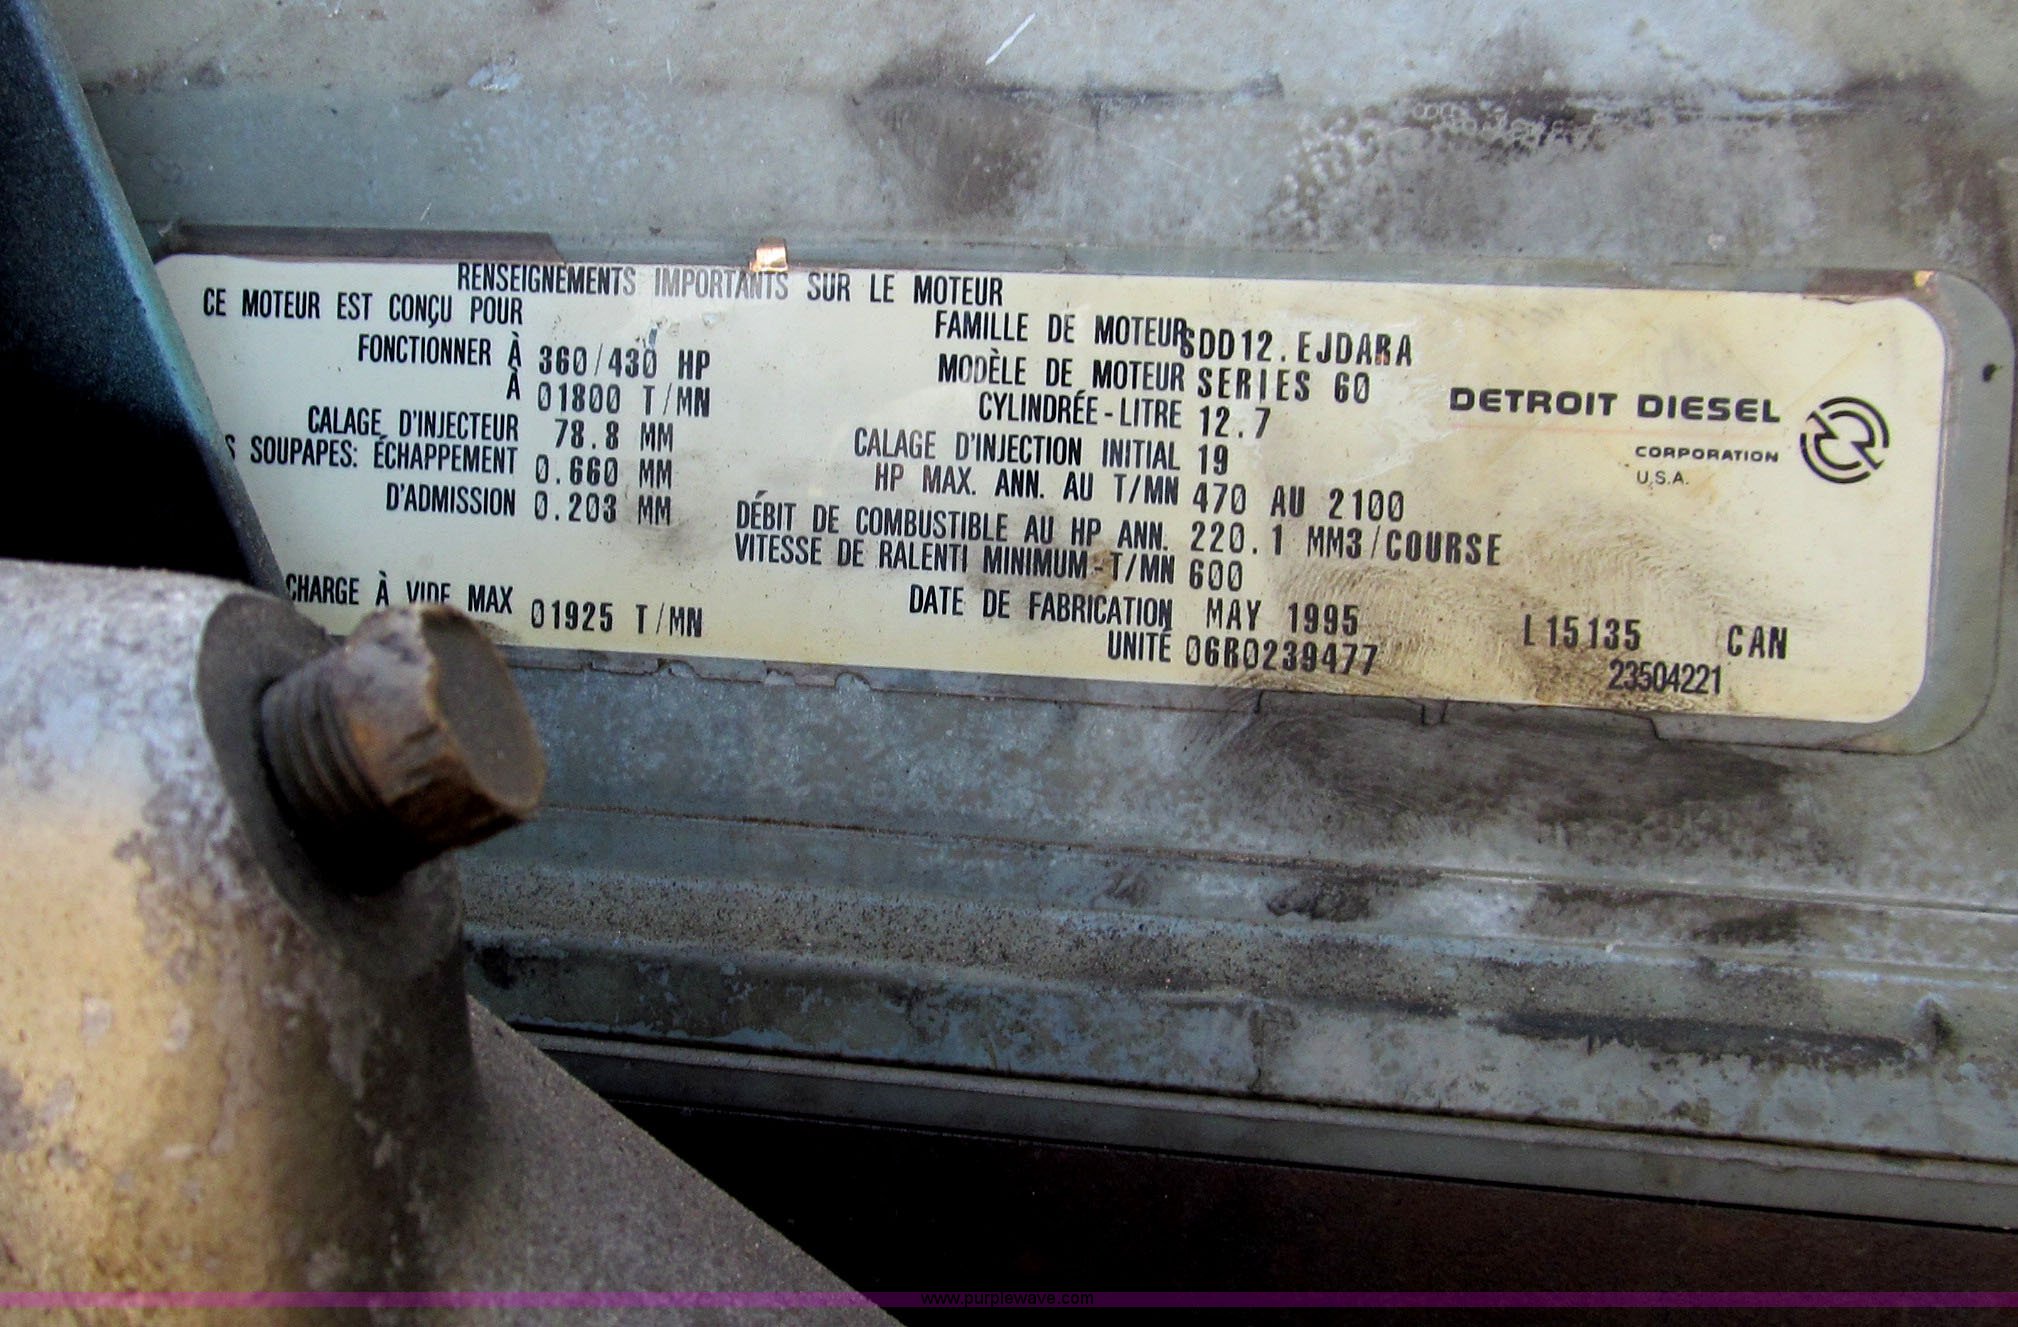 RENSEIGNEMENTS IMPORTANTS SUR LE MOTEUR
CE MOTEUR EST CONÇU POUR
FONCTIONNER À 360/430 HP
À 01800 T/MN
CALAGE D'INJECTEUR 78.8 MM
S SOUPAPES: ÉCHAPPEMENT 0.660 MM
D'ADMISSION 0.203 MM
CHARGE À VIDE MAX 01925 T/MN
FAMILLE DE MOTEUR SDD12.EJDARA
MODÈLE DE MOTEUR SERIES 60
CYLINDRÉE-LITRE 12.7
CALAGE D'INJECTION INITIAL 19
HP MAX. ANN. AU T/MN 470 AU 2100
DÉBIT DE COMBUSTIBLE AU HP ANN. 220.1 MM3/COURSE
VITESSE DE RALENTI MINIMUM-T/MN 600
DATE DE FABRICATION MAY 1995
UNITÉ 06R0239477
DETROIT DIESEL
CORPORATION
U.S.A.
L15135 CAN
23504221
www.purplewave.com